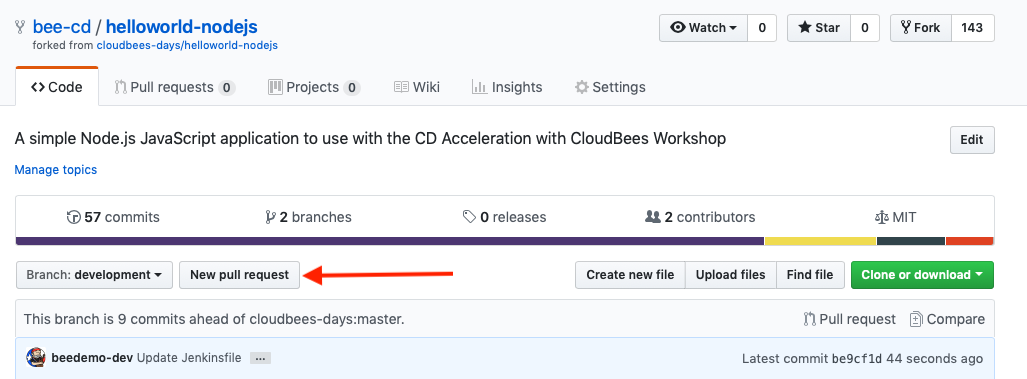 bee-cd / helloworld-nodejs
Watch 0 Star 0 Fork 143
forked from cloudbees-days/helloworld-nodejs
Code Pull requests 0 Projects 0 Wiki Insights Settings
A simple Node.js JavaScript application to use with the CD Acceleration with CloudBees Workshop Edit
Manage topics
57 commits 2 branches 0 releases 2 contributors MIT
Branch: development New pull request Create new file Upload files Find file Clone or download
This branch is 9 commits ahead of cloudbees-days:master. Pull request Compare
beedemo-dev Update Jenkinsfile ... Latest commit be9cf1d 44 seconds ago